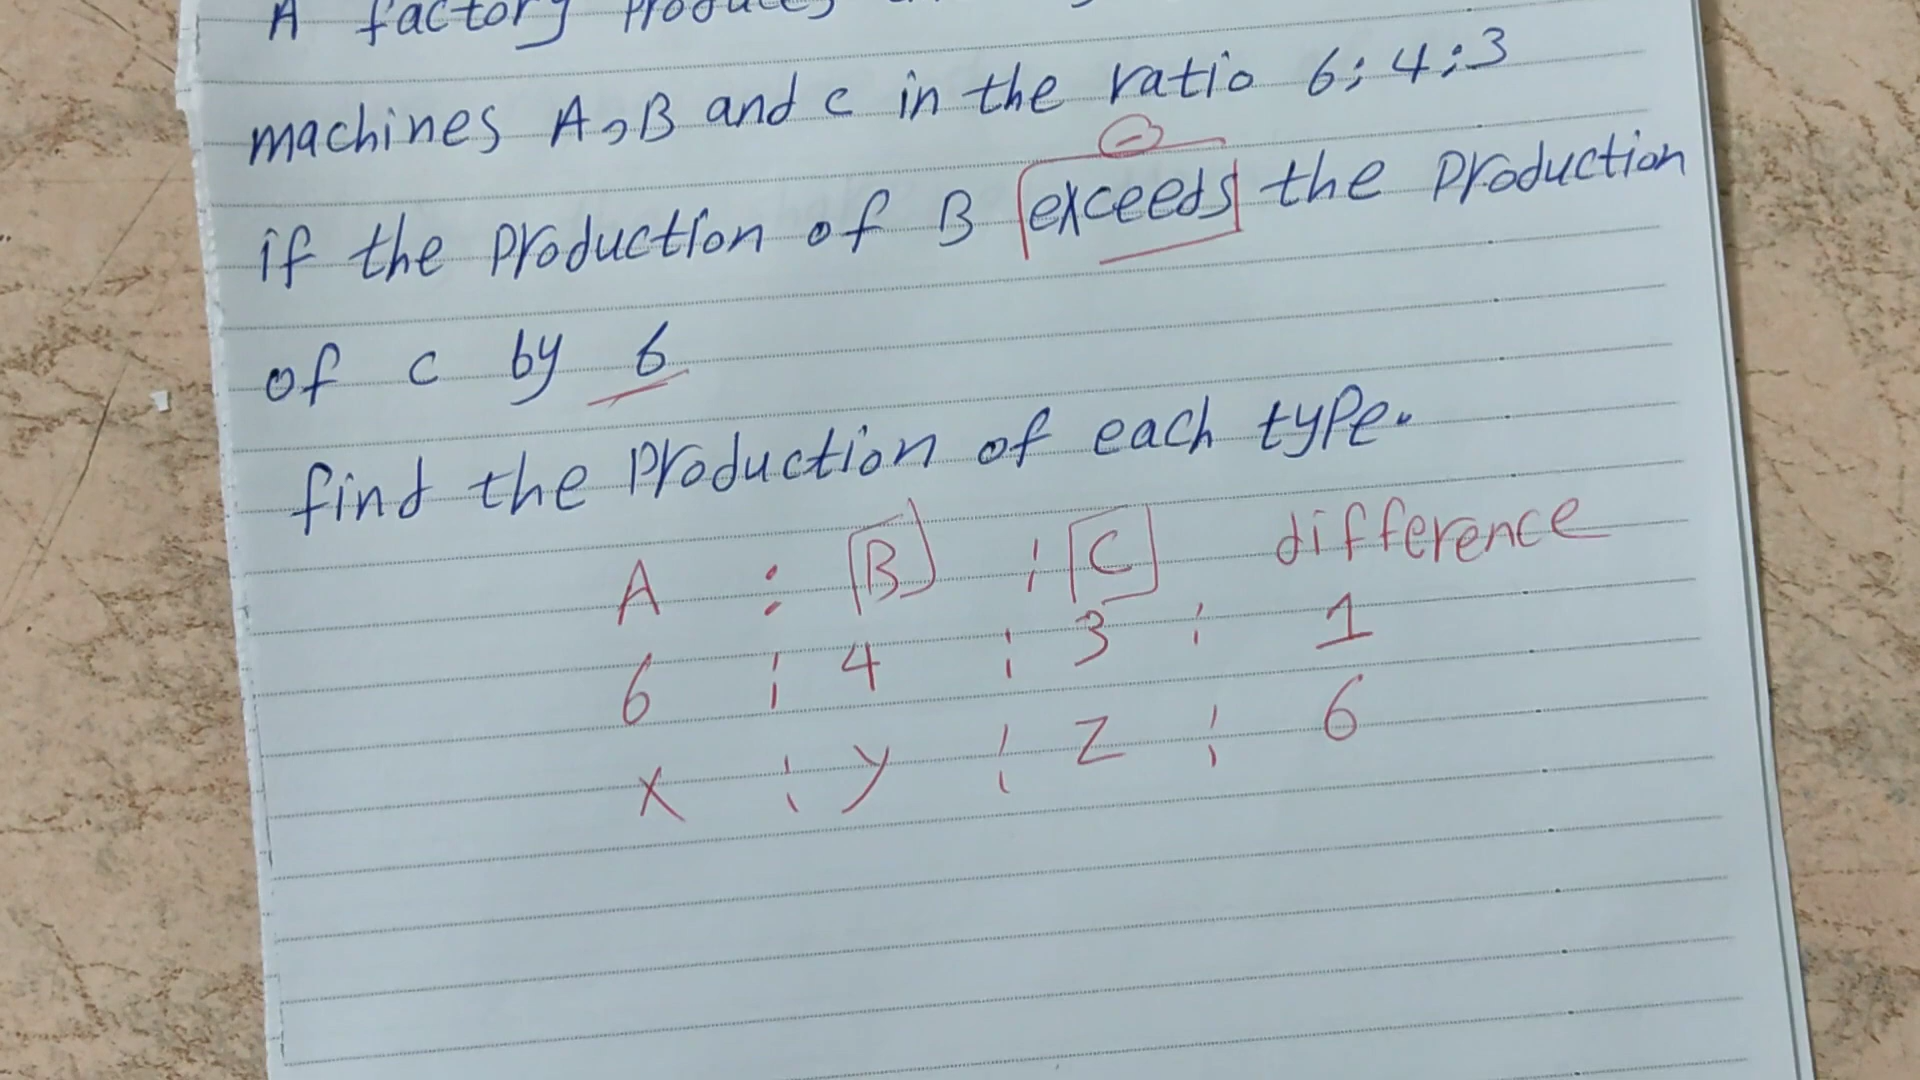 A factory Produces
machines A,B and c in the ratio 6:4:3
if the Production of B exceeds the production
of c by 6
find the Production of each type.
A : B : C difference
6 : 4 : 3 : 1
x : y : z : 6